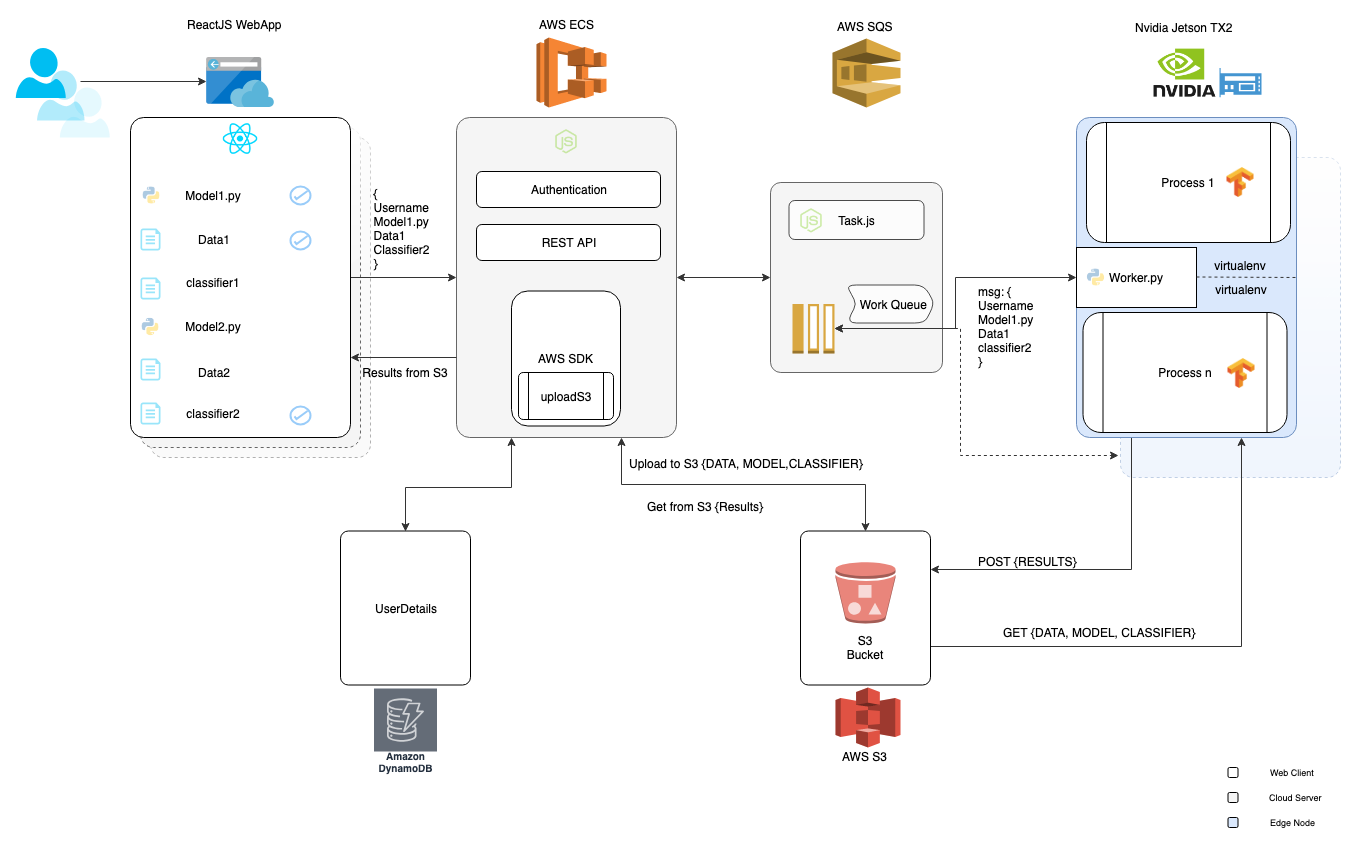 ReactJS WebApp
AWS ECS
AWS SQS
Nvidia Jetson TX2
NVIDIA
Model1.py
Data1
classifier1
Model2.py
Data2
classifier2
{
Username
Model1.py
Data1
Classifier2
}
Results from S3
JS
Authentication
REST API
AWS SDK
uploadS3
JS
Task.js
Work Queue
msg: {
Username
Model1.py
Data1
classifier2
}
Process 1
Worker.py
virtualenv
virtualenv
Process n
Upload to S3 {DATA, MODEL,CLASSIFIER}
Get from S3 {Results}
POST {RESULTS}
GET {DATA, MODEL, CLASSIFIER}
UserDetails
Amazon
DynamoDB
S3
Bucket
AWS S3
Web Client
Cloud Server
Edge Node